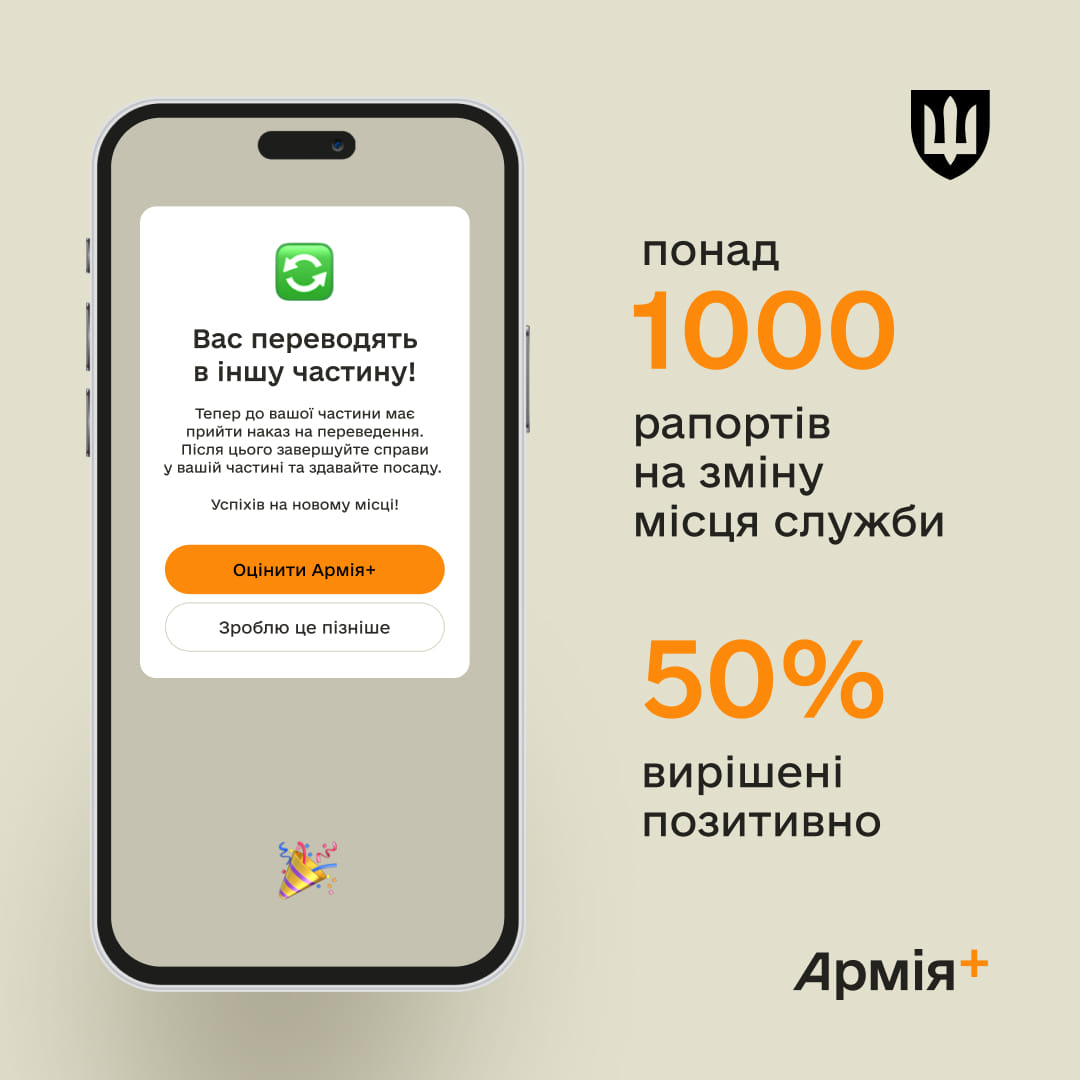 Вас переводять
в іншу частину!
Тепер до вашої частини має
прийти наказ на переведення.
Після цього завершуйте справи
у вашій частині та здавайте посаду.
Успіхів на новому місці!
Оцінити Армія+
Зроблю це пізніше
понад
1000
рапортів
на зміну
місця служби
50%
вирішені
позитивно
Армія+